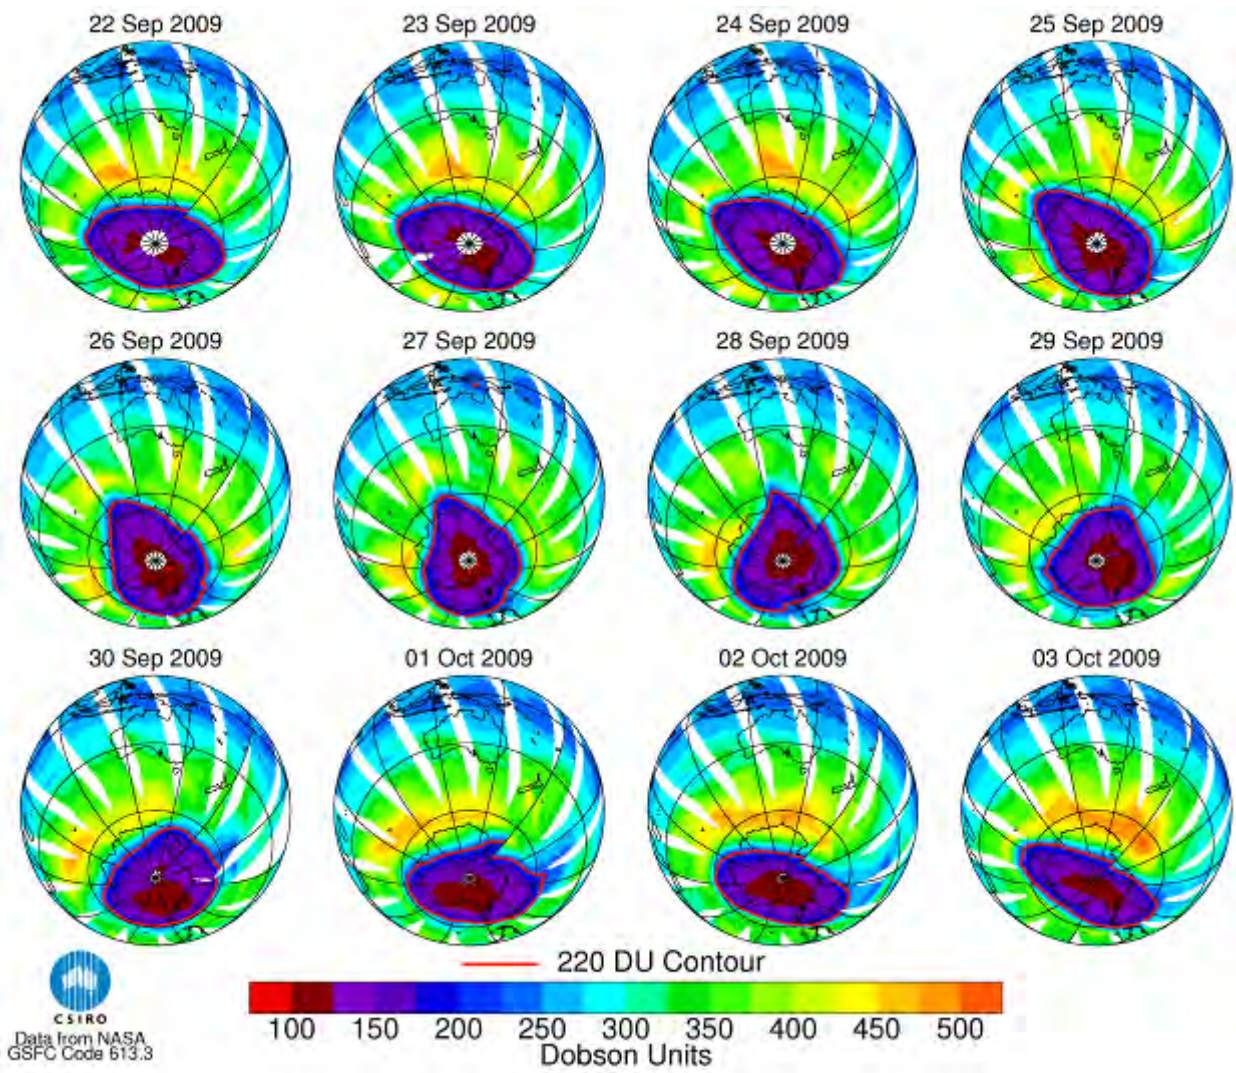 22 Sep 2009 23 Sep 2009 24 Sep 2009 25 Sep 2009
26 Sep 2009 27 Sep 2009 28 Sep 2009 29 Sep 2009
30 Sep 2009 01 Oct 2009 02 Oct 2009 03 Oct 2009
220 DU Contour
100 150 200 250 300 350 400 450 500
Dobson Units
CSIRO
Data from NASA
GSFC Code 613.3